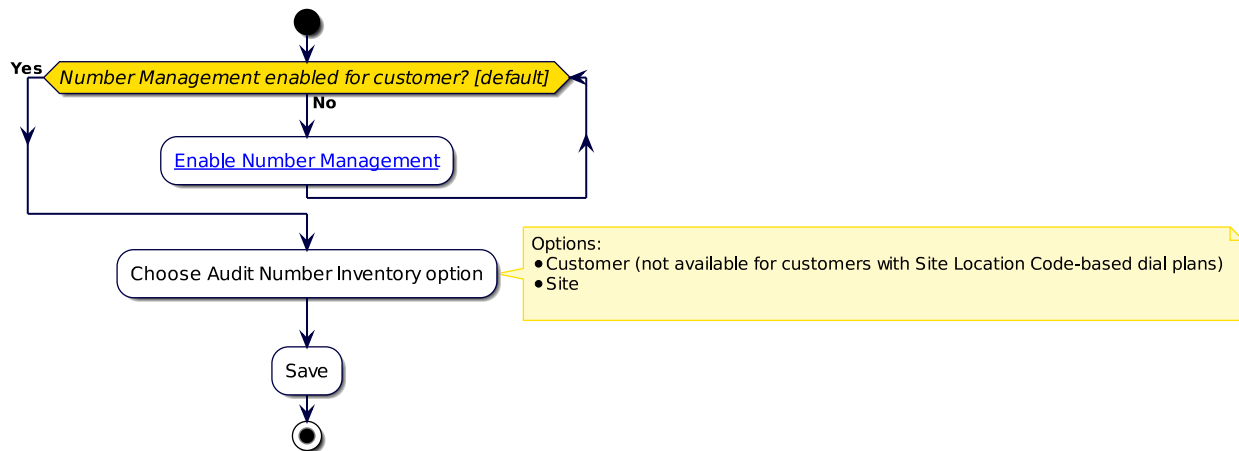 Yes
Number Management enabled for customer? [default]
No
Enable Number Management
Choose Audit Number Inventory option
Options:
•Customer (not available for customers with Site Location Code-based dial plans)
•Site
Save